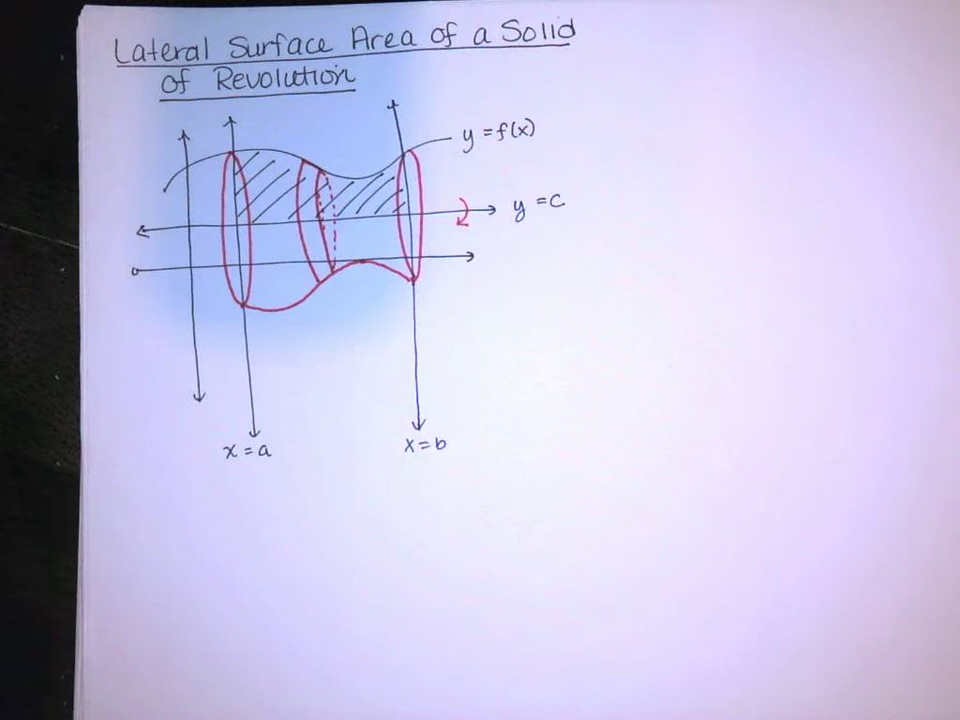 Lateral Surface Area of a Solid
of Revolution
y = f(x)
y = c
x = a
x = b